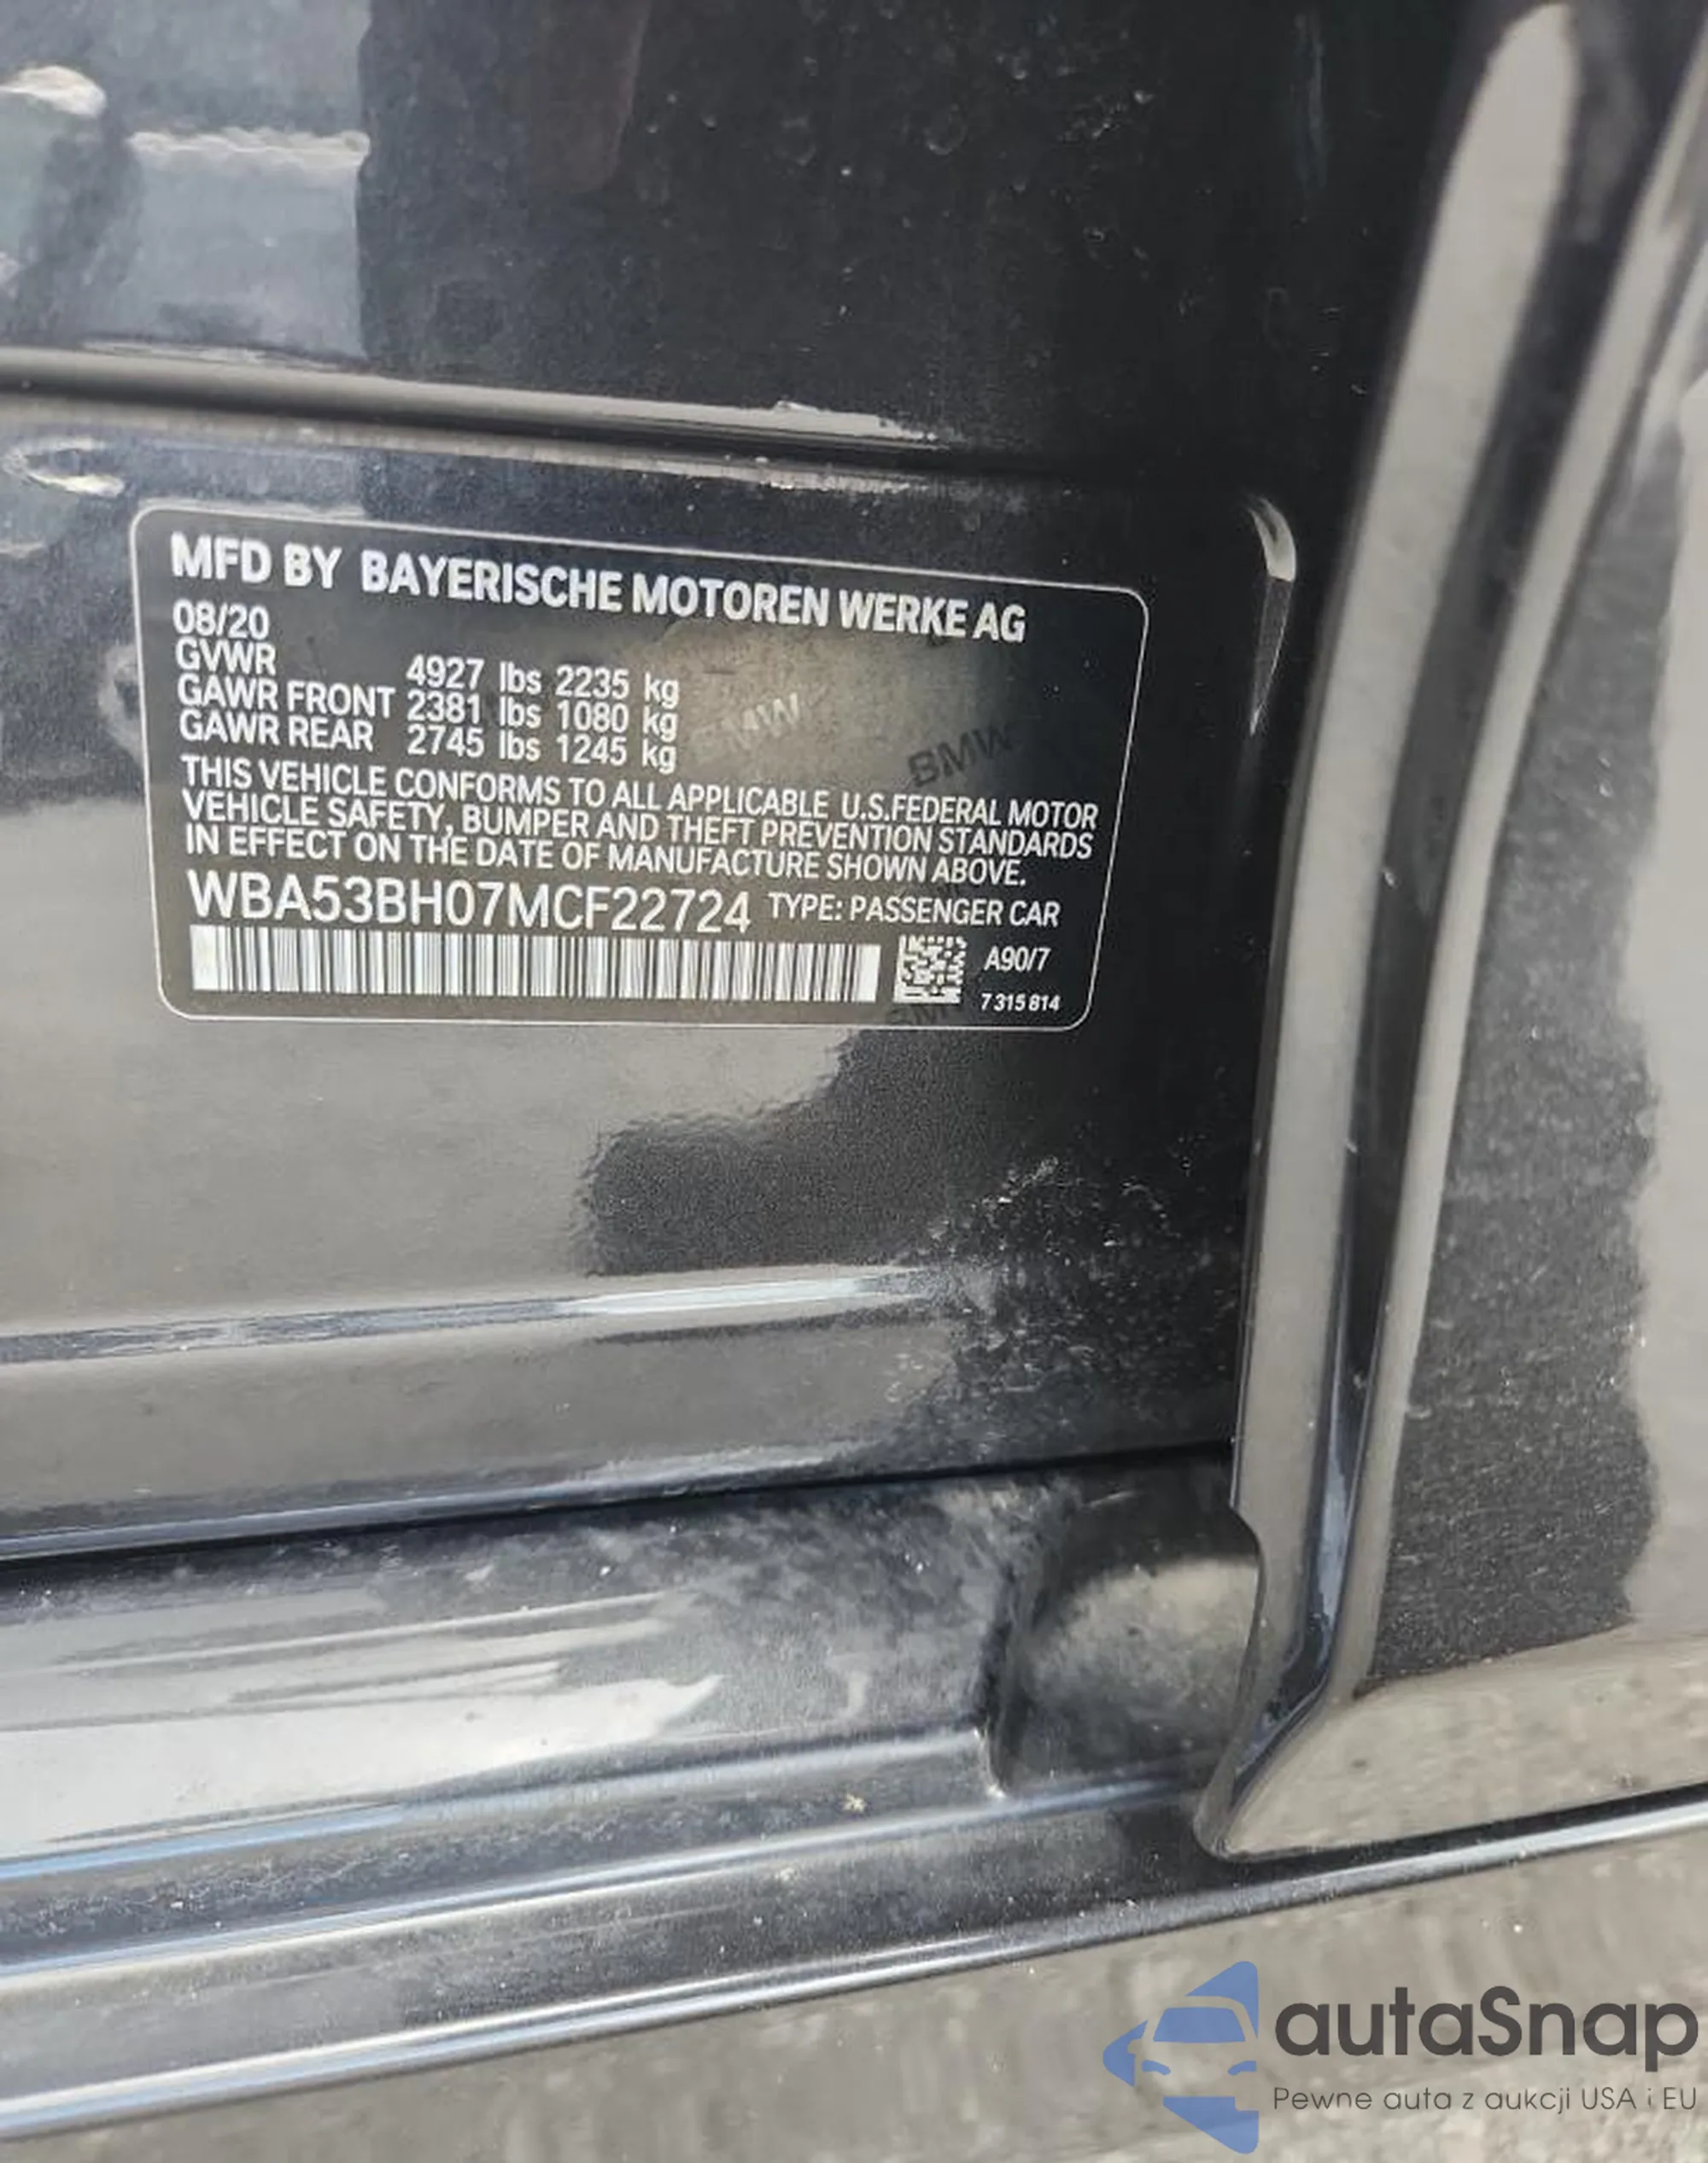 MFD BY BAYERISCHE MOTOREN WERKE AG
08/20
GVWR 4927 lbs 2235 kg
GAWR FRONT 2381 lbs 1080 kg
GAWR REAR 2745 lbs 1245 kg
THIS VEHICLE CONFORMS TO ALL APPLICABLE U.S.FEDERAL MOTOR
VEHICLE SAFETY, BUMPER AND THEFT PREVENTION STANDARDS
IN EFFECT ON THE DATE OF MANUFACTURE SHOWN ABOVE.
WBA53BH07MCF22724 TYPE: PASSENGER CAR
A90/7
7 315 814
BMW
BMW
autaSnap
Pewne auta z aukcji USA i EU